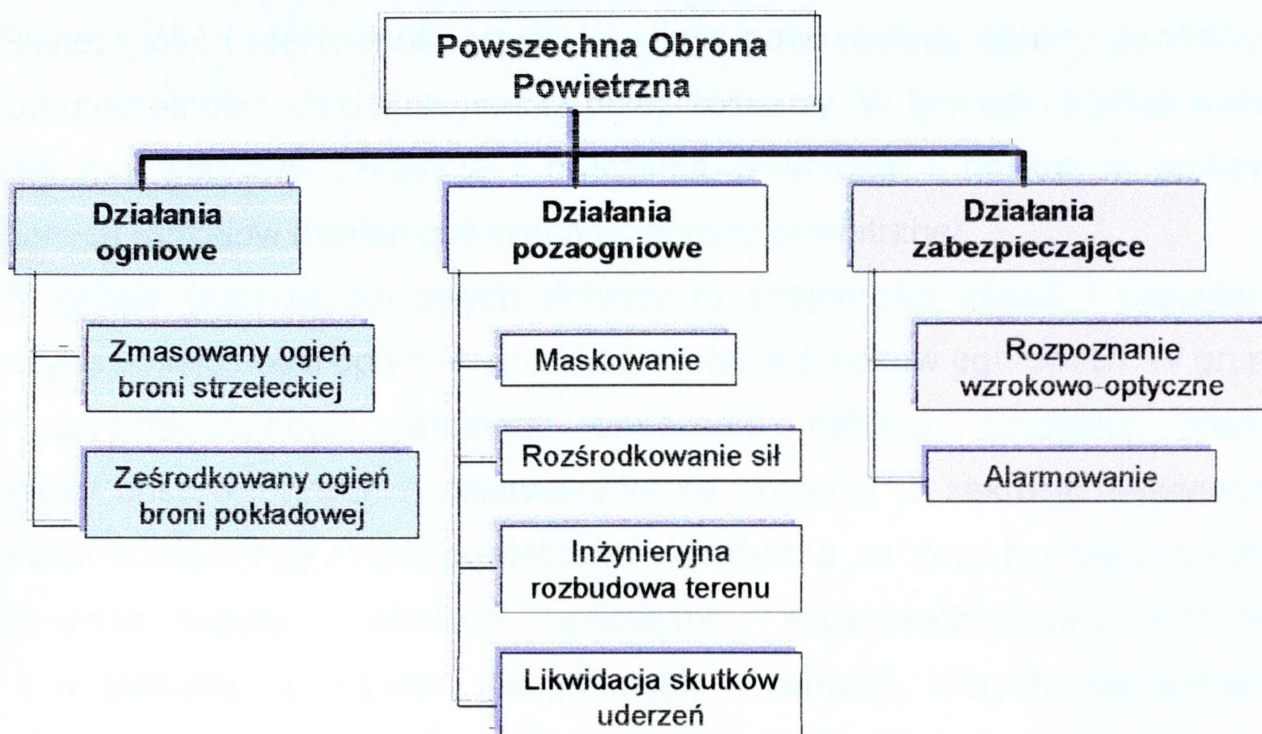 Powszechna Obrona
Powietrzna
Działania
ogniowe
Zmasowany ogień
broni strzeleckiej
Ześrodkowany ogień
broni pokładowej
Działania
pozaogniowe
Maskowanie
Rozśrodkowanie sił
Inżynieryjna
rozbudowa terenu
Likwidacja skutków
uderzeń
Działania
zabezpieczające
Rozpoznanie
wzrokowo-optyczne
Alarmowanie